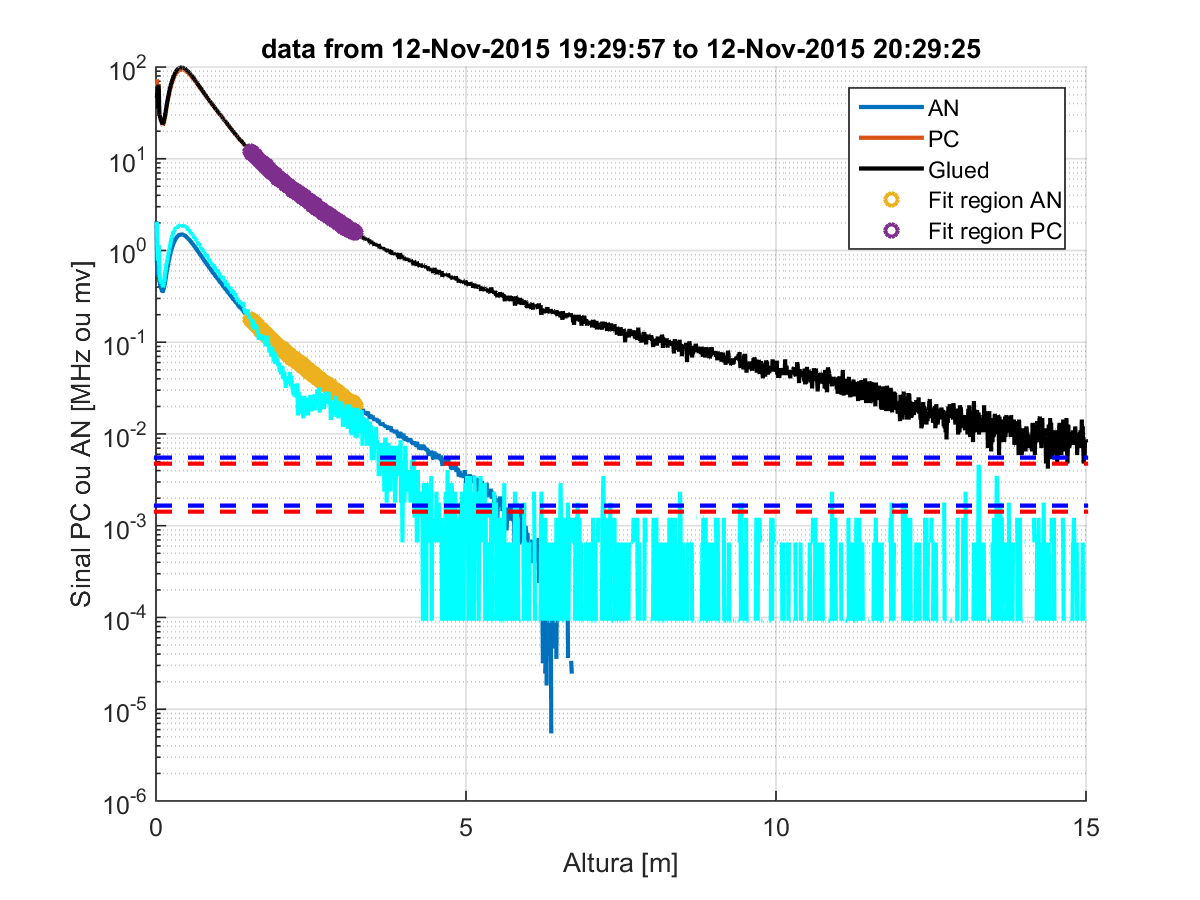 data from 12-Nov-2015 19:29:57 to 12-Nov-2015 20:29:25
Sinal PC ou AN [MHz ou mv]
10^2
10^1
10^0
10^-1
10^-2
10^-3
10^-4
10^-5
10^-6
AN
PC
Glued
Fit region AN
Fit region PC
0 5 10 15
Altura [m]